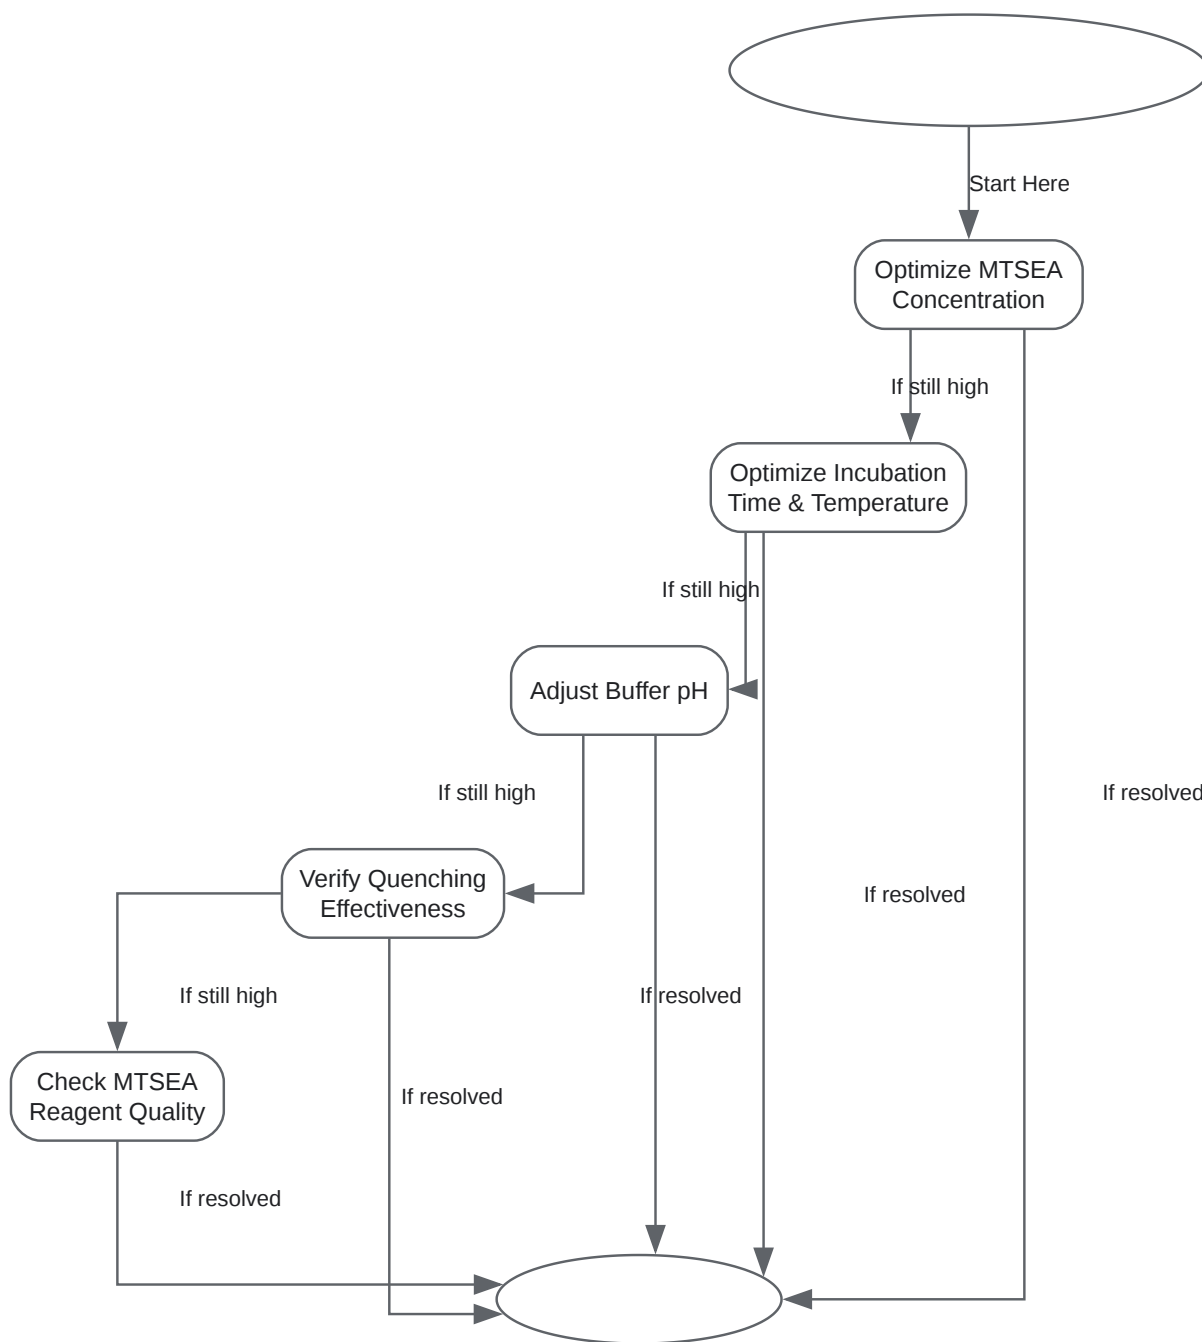 Start Here
Optimize MTSEA
Concentration
If still high
Optimize Incubation
Time & Temperature
If still high
Adjust Buffer pH
If still high
If resolved
Verify Quenching
Effectiveness
If resolved
If still high
If resolved
Check MTSEA
Reagent Quality
If resolved
If resolved